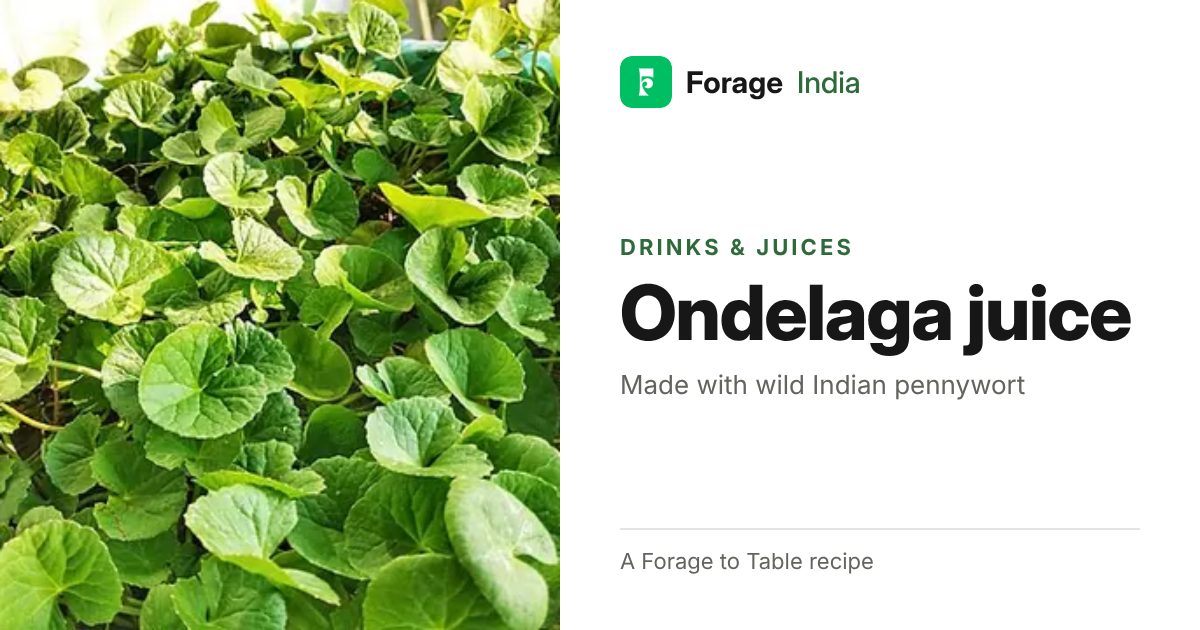 Forage India
DRINKS & JUICES
Ondelaga juice
Made with wild Indian pennywort
A Forage to Table recipe